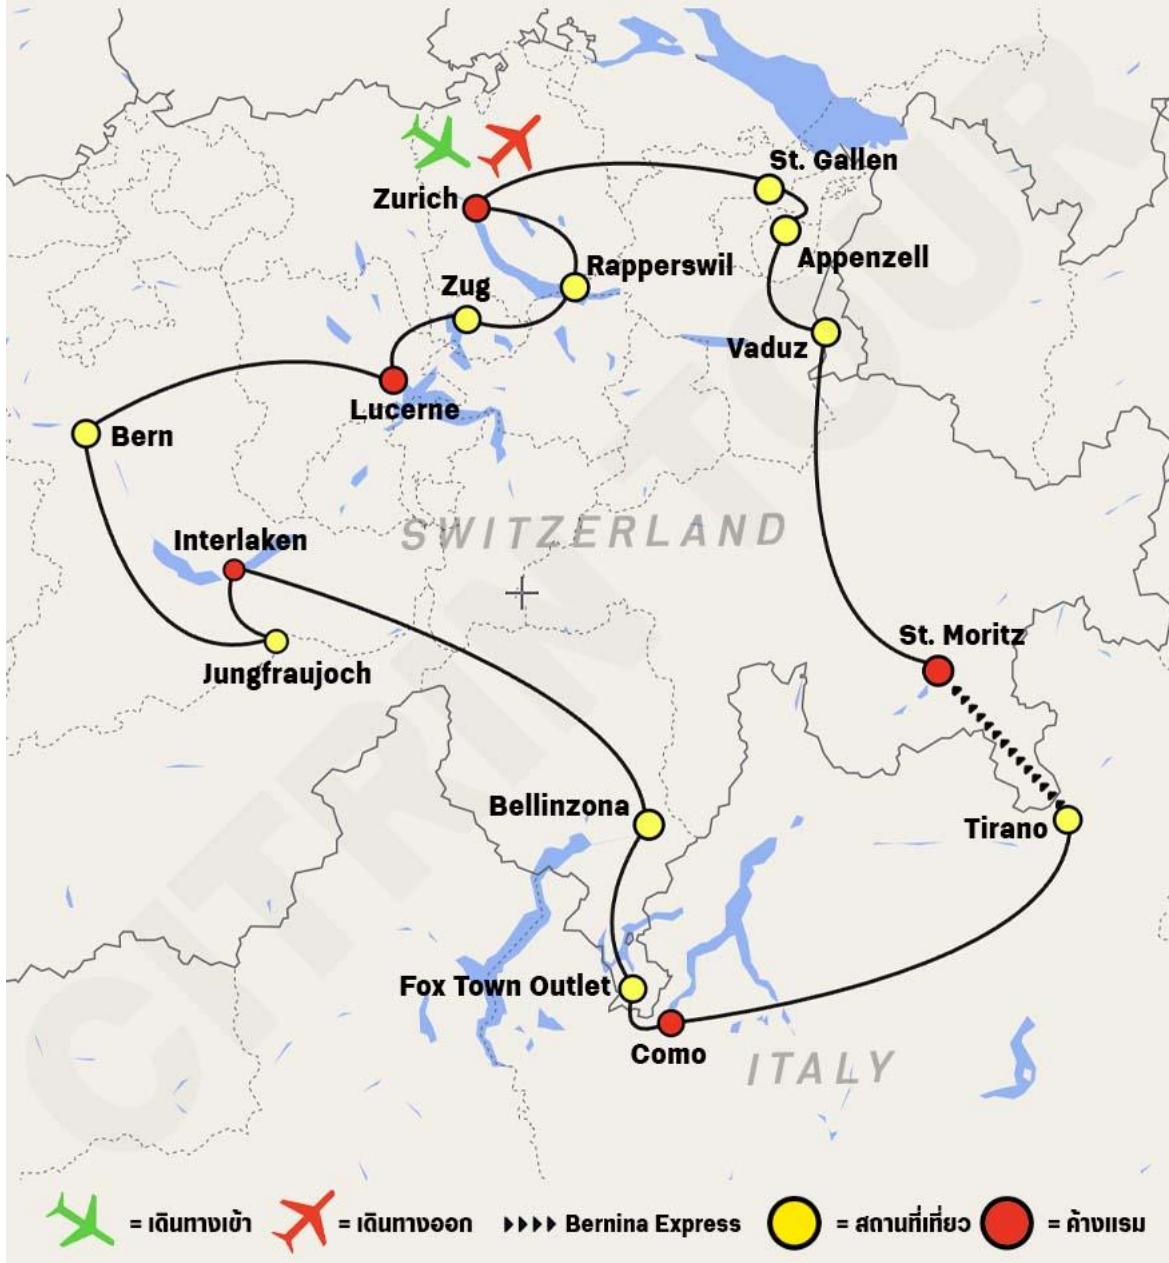 St. Gallen
Zurich
Appenzell
Rapperswil
Zug
Vaduz
Lucerne
Bern
SWITZERLAND
Interlaken
St. Moritz
Jungfraujoch
Bellinzona
Tirano
Fox Town Outlet
Como
ITALY
CITRIN TOUR
= เดินทางเข้า = เดินทางออก Bernina Express = สถานที่เที่ยว = ค้างแรม